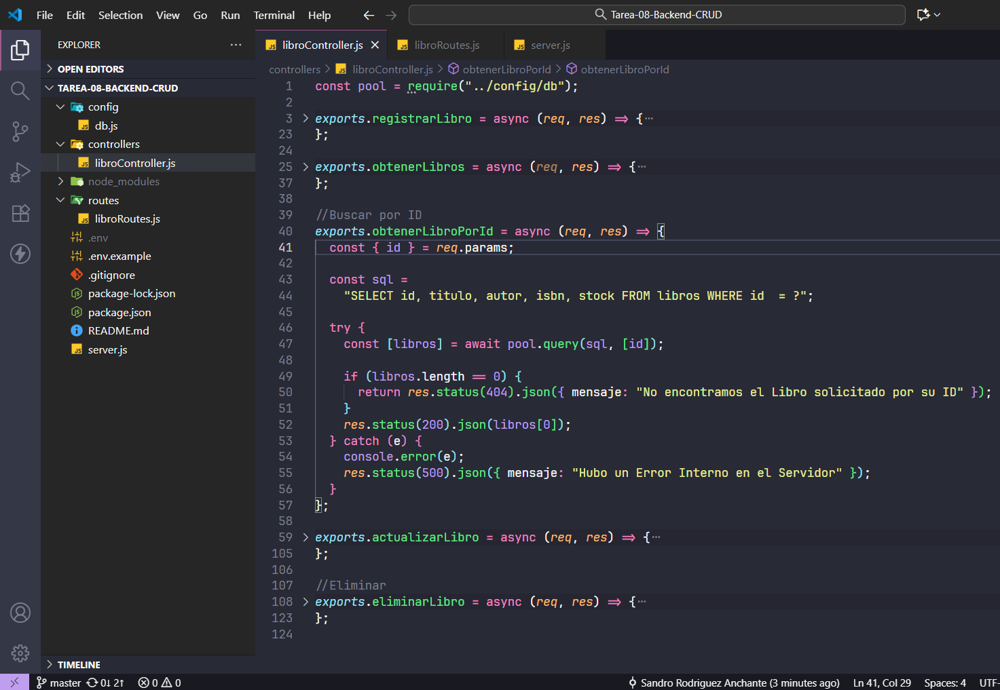 File Edit Selection View Go Run Terminal Help
Tarea-08-Backend-CRUD
EXPLORER
OPEN EDITORS
TAREA-08-BACKEND-CRUD
config
db.js
controllers
libroController.js
node_modules
routes
libroRoutes.js
.env
.env.example
.gitignore
package-lock.json
package.json
README.md
server.js
TIMELINE
libroController.js libroRoutes.js server.js
controllers > libroController.js > obtenerLibroPorId > obtenerLibroPorId
1 const pool = require("../config/db");
2
3 exports.registrarLibro = async (req, res) => {…
23 };
24
25 exports.obtenerLibros = async (req, res) => {…
37 };
38
39 //Buscar por ID
40 exports.obtenerLibroPorId = async (req, res) => {
41 const { id } = req.params;
42
43 const sql =
44 "SELECT id, titulo, autor, isbn, stock FROM libros WHERE id  = ?";
45
46 try {
47 const [libros] = await pool.query(sql, [id]);
48
49 if (libros.length == 0) {
50 return res.status(404).json({ mensaje: "No encontramos el Libro solicitado por su ID" });
51 }
52 res.status(200).json(libros[0]);
53 } catch (e) {
54 console.error(e);
55 res.status(500).json({ mensaje: "Hubo un Error Interno en el Servidor" });
56 }
57 };
58
59 exports.actualizarLibro = async (req, res) => {…
105 };
106
107 //Eliminar
108 exports.eliminarLibro = async (req, res) => {…
123 };
124
master 0↓ 2↑ 0 0 Sandro Rodriguez Anchante (3 minutes ago) Ln 41, Col 29 Spaces: 4 UTF-